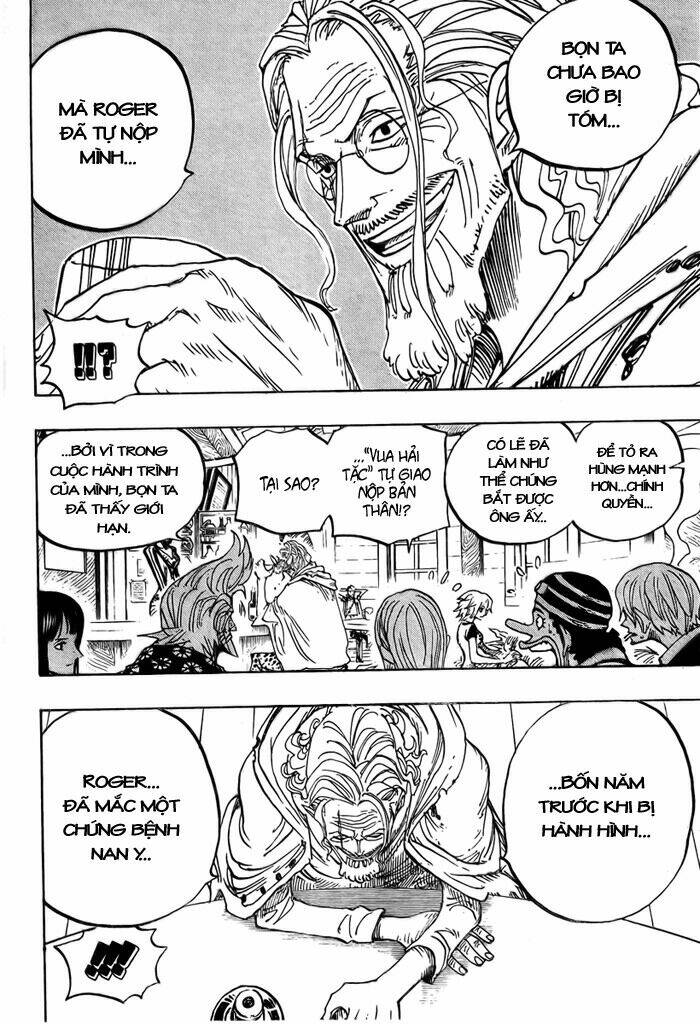 BỌN TA
CHƯA BAO
GIỜ BỊ
TÓM...
MÀ ROGER
ĐÃ TỰ NỘP
MÌNH...
!!?
ĐỂ TỎ RA
HÙNG MẠNH
HƠN...CHÍNH
QUYỀN...
CÓ LẼ ĐÃ
LÀM NHƯ
THỂ CHÚNG
BẮT ĐƯỢC
ÔNG ẤY...
..."VUA HẢI
TẶC" TỰ GIAO
NỘP BẢN
THÂN!?
TẠI SAO?
...BỞI VÌ TRONG
CUỘC HÀNH TRÌNH
CỦA MÌNH, BỌN TA
ĐÃ THẤY GIỚI
HẠN.
...BỐN NĂM
TRƯỚC KHI BỊ
HÀNH HÌNH...
ROGER...
ĐÃ MẮC MỘT
CHỨNG BỆNH
NAN Y...
!!?